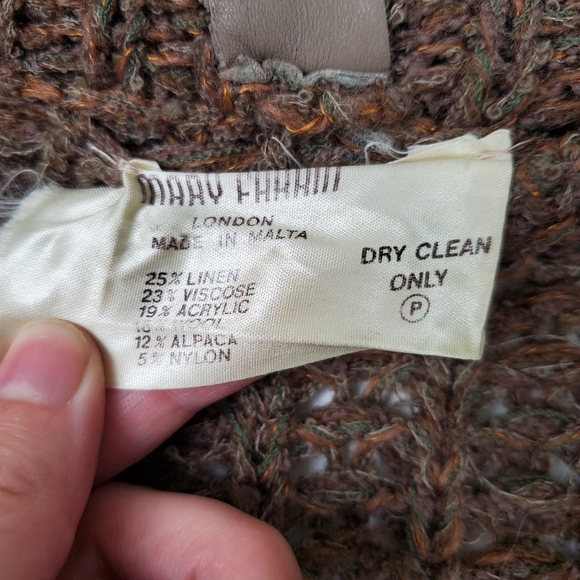 MARY FARRIN
LONDON
MADE IN MALTA
25% LINEN
23% VISCOSE
19% ACRYLIC
16% WOOL
12% ALPACA
5% NYLON
DRY CLEAN
ONLY
P